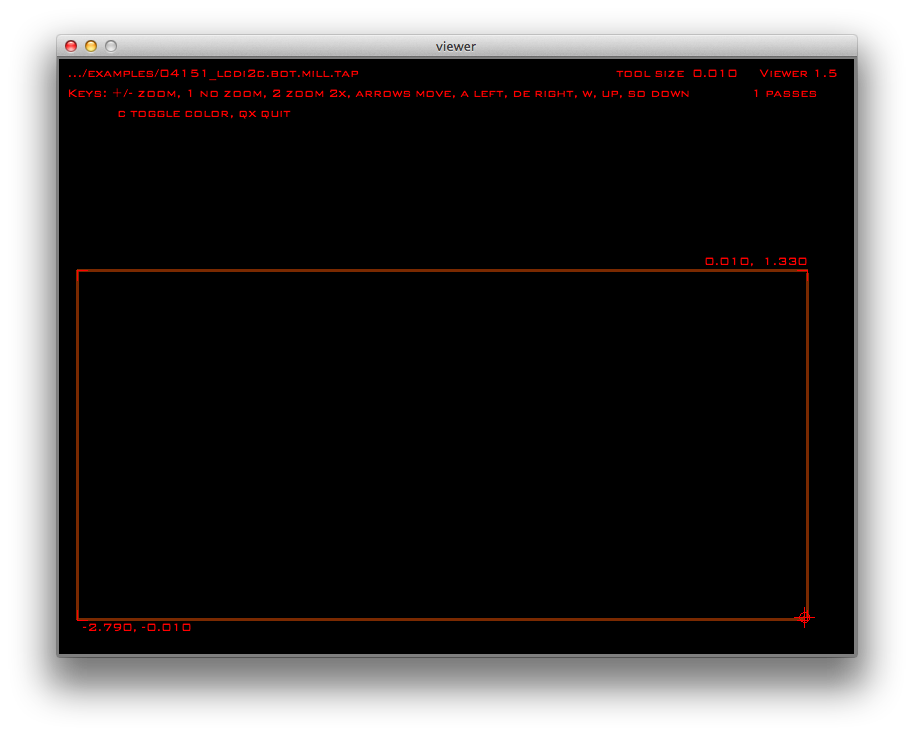 viewer
.../EXAMPLES/04151_LCDI2C.BOT.MILL.TAP TOOL SIZE 0.010 VIEWER 1.5
KEYS: +/- ZOOM, 1 NO ZOOM, 2 ZOOM 2X, ARROWS MOVE, A LEFT, DE RIGHT, W, UP, SO DOWN 1 PASSES
C TOGGLE COLOR, QX QUIT
0.010, 1.330
-2.790, -0.010